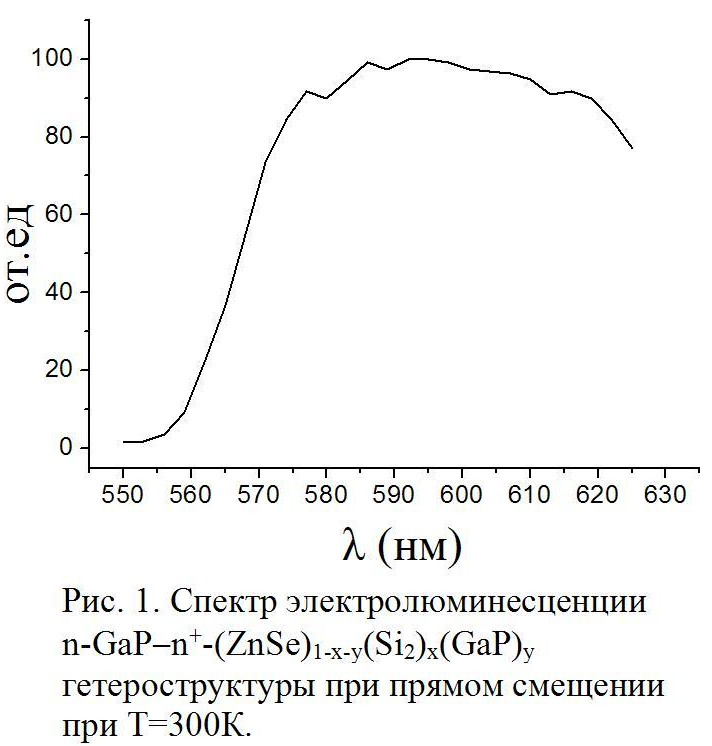 100
80
60
40
20
0
от.ед
550 560 570 580 590 600 610 620 630
λ (нм)
Рис. 1. Спектр электролюминесценции
n-GaP–n⁺-(ZnSe)₁₋ₓ₋ᵧ(Si₂)ₓ(GaP)ᵧ
гетероструктуры при прямом смещении
при Т=300К.